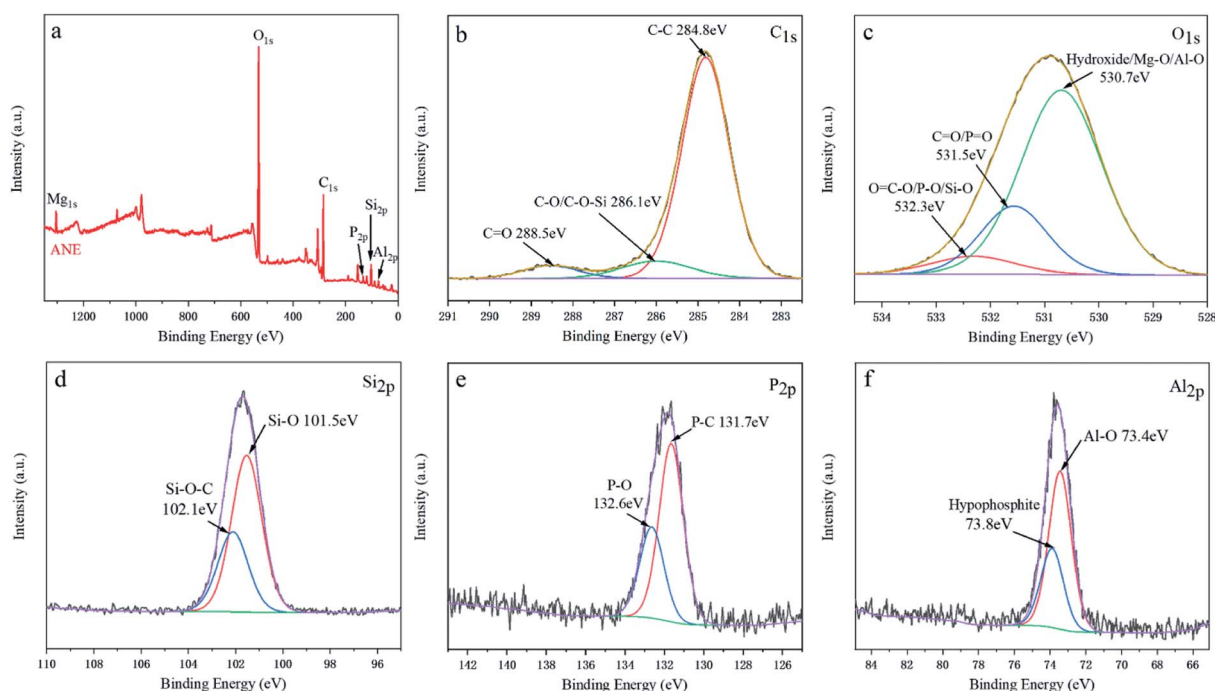 a
O1s
C1s
Mg1s
Si2p
P2p
Al2p
ANE
Intensity (a.u.)
1200 1000 800 600 400 200 0
Binding Energy (eV)
b
C1s
C-C 284.8eV
C-O/C-O-Si 286.1eV
C=O 288.5eV
Intensity (a.u.)
291 290 289 288 287 286 285 284 283
Binding Energy (eV)
c
O1s
Hydroxide/Mg-O/Al-O
530.7eV
C=O/P=O
531.5eV
O=C-O/P-O/Si-O
532.3eV
Intensity (a.u.)
534 533 532 531 530 529 528
Binding Energy (eV)
d
Si2p
Si-O 101.5eV
Si-O-C
102.1eV
Intensity (a.u.)
110 108 106 104 102 100 98 96
Binding Energy (eV)
e
P2p
P-C 131.7eV
P-O
132.6eV
Intensity (a.u.)
142 140 138 136 134 132 130 128 126
Binding Energy (eV)
f
Al2p
Al-O 73.4eV
Hypophosphite
73.8eV
Intensity (a.u.)
84 82 80 78 76 74 72 70 68 66
Binding Energy (eV)